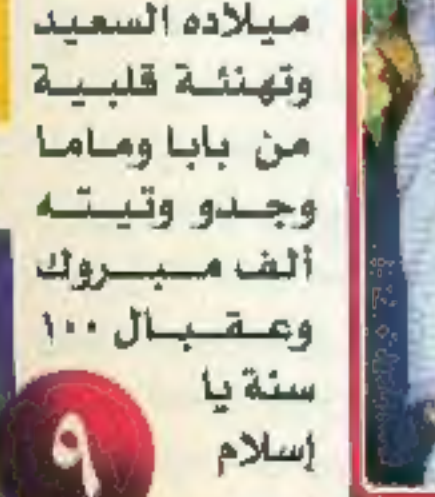 ميلاده السعيد
وتهنئة قلبية
من بابا وماما
وجدو وتيته
ألف مبروك
وعقبال ١٠٠
سنة يا
إسلام
٩